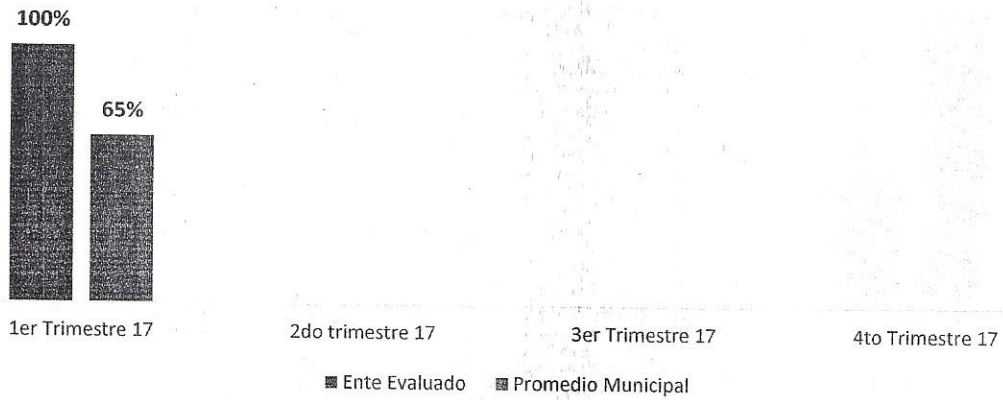 100%
65%
1er Trimestre 17
2do trimestre 17
3er Trimestre 17
4to Trimestre 17
Ente Evaluado
Promedio Municipal